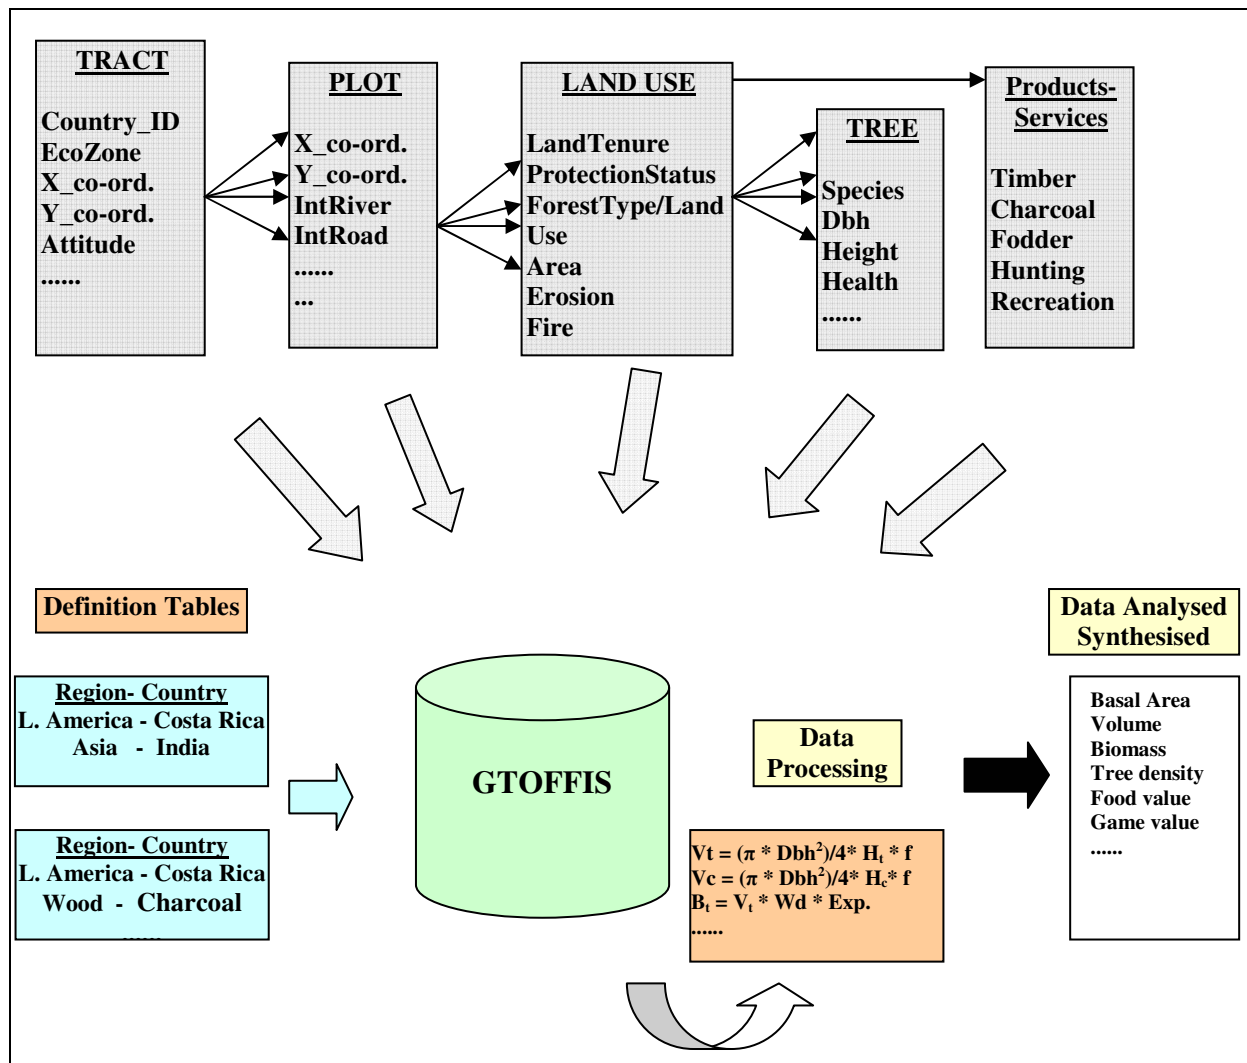 TRACT
Country_ID
EcoZone
X_co-ord.
Y_co-ord.
Attitude
......
PLOT
X_co-ord.
Y_co-ord.
IntRiver
IntRoad
......
...
LAND USE
LandTenure
ProtectionStatus
ForestType/Land
Use
Area
Erosion
Fire
TREE
Species
Dbh
Height
Health
......
Products-
Services
Timber
Charcoal
Fodder
Hunting
Recreation
Definition Tables
Region- Country
L. America - Costa Rica
Asia - India
Region- Country
L. America - Costa Rica
Wood - Charcoal
......
GTOFFIS
Data
Processing
Vt = (π * Dbh²)/4* Hₜ * f
Vc = (π * Dbh²)/4* H꜀* f
Bₜ = Vₜ * Wd * Exp.
......
Data Analysed
Synthesised
Basal Area
Volume
Biomass
Tree density
Food value
Game value
......